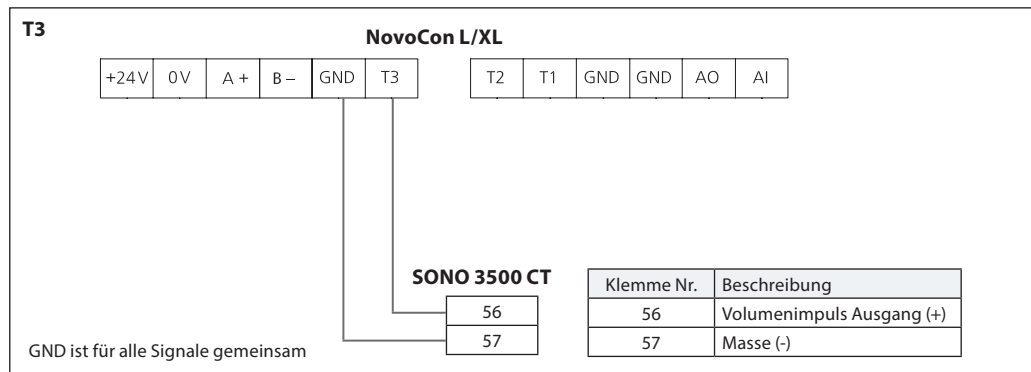 T3
NovoCon L/XL
+24V 0V A + B – GND T3 T2 T1 GND GND AO AI
SONO 3500 CT
Klemme Nr. Beschreibung
56 56 Volumenimpuls Ausgang (+)
57 57 Masse (-)
GND ist für alle Signale gemeinsam